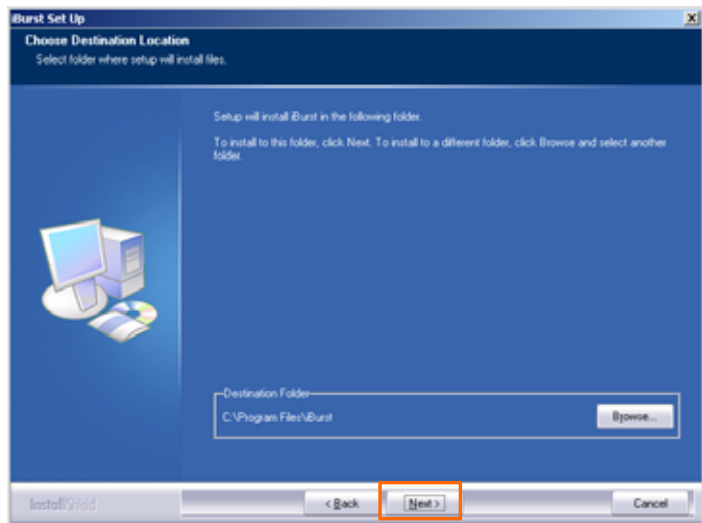 iBurst Set Up
Choose Destination Location
Select folder where setup will install files.
Setup will install iBurst in the following folder.
To install to this folder, click Next. To install to a different folder, click Browse and select another
folder.
Destination Folder
C:\Program Files\iBurst
Browse...
InstallShield
< Back
Next >
Cancel